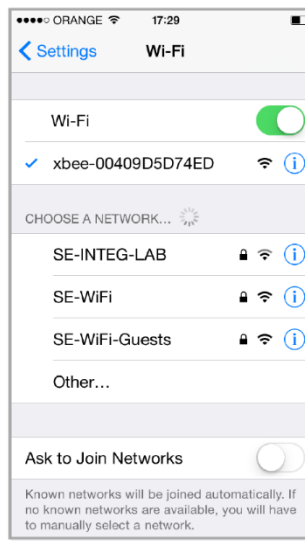 ORANGE 17:29
Settings Wi-Fi
Wi-Fi
xbee-00409D5D74ED
CHOOSE A NETWORK...
SE-INTEG-LAB
SE-WiFi
SE-WiFi-Guests
Other...
Ask to Join Networks
Known networks will be joined automatically. If
no known networks are available, you will have
to manually select a network.